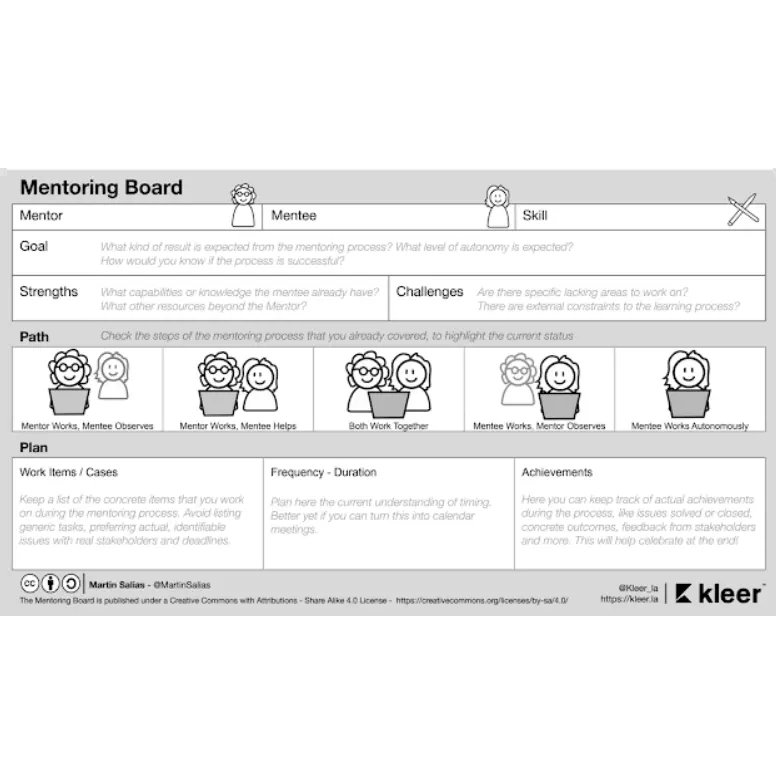 Mentoring Board
Mentor
Mentee
Skill
Goal
What kind of result is expected from the mentoring process? What level of autonomy is expected?
How would you know if the process is successful?
Strengths
What capabilities or knowledge the mentee already have?
What other resources beyond the Mentor?
Challenges
Are there specific lacking areas to work on?
There are external constraints to the learning process?
Path
Check the steps of the mentoring process that you already covered, to highlight the current status
Mentor Works, Mentee Observes
Mentor Works, Mentee Helps
Both Work Together
Mentee Works, Mentor Observes
Mentee Works Autonomously
Plan
Work Items / Cases
Keep a list of the concrete items that you work
on during the mentoring process. Avoid listing
generic tasks, preferring actual, identifiable
issues with real stakeholders and deadlines.
Frequency - Duration
Plan here the current understanding of timing.
Better yet if you can turn this into calendar
meetings.
Achievements
Here you can keep track of actual achievements
during the process, like issues solved or closed,
concrete outcomes, feedback from stakeholders
and more. This will help celebrate at the end!
cc
Martin Salías - @MartinSalias
The Mentoring Board is published under a Creative Commons with Attributions - Share Alike 4.0 License - https://creativecommons.org/licenses/by-sa/4.0/
@Kleer_la
https://kleer.la
kleer™